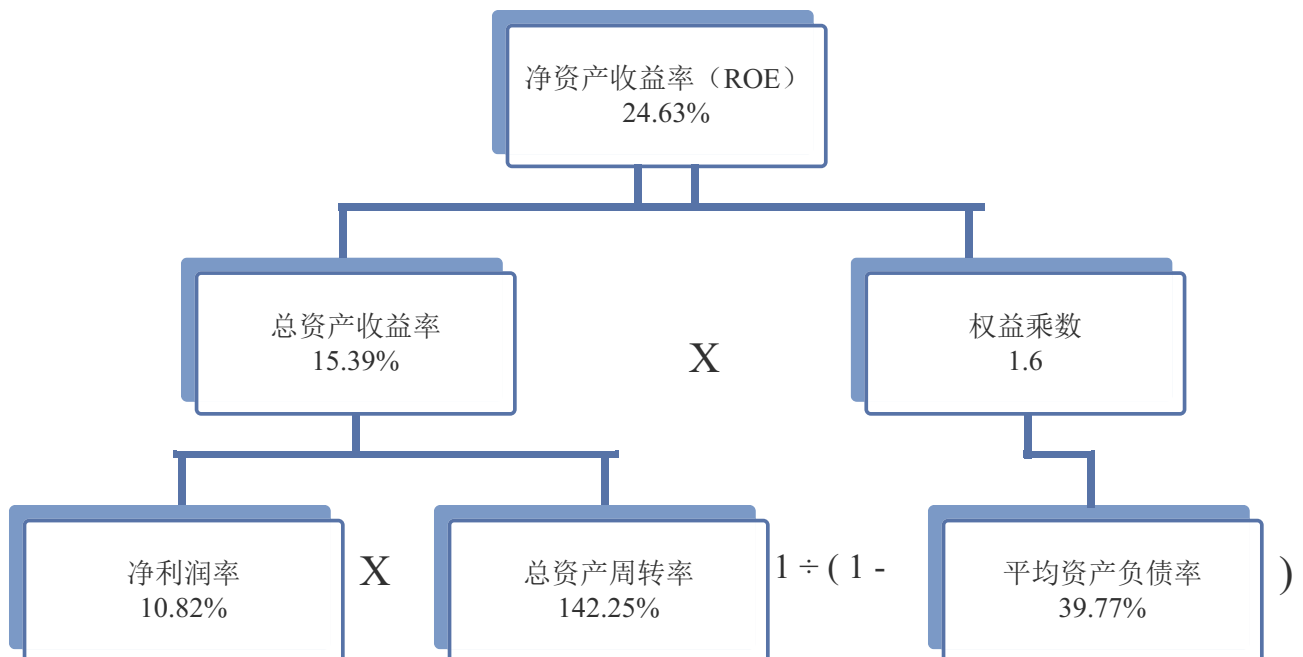 净资产收益率（ROE）
24.63%
总资产收益率
15.39%
X
权益乘数
1.6
净利润率
10.82%
X
总资产周转率
142.25%
1 ÷ ( 1 -
平均资产负债率
39.77%
)